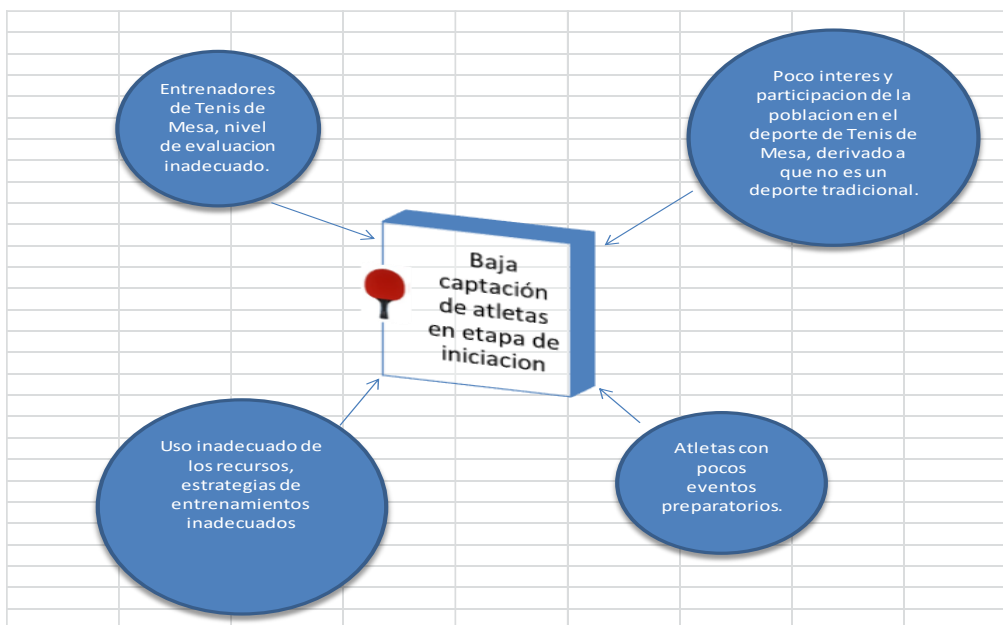 Entrenadores
de Tenis de
Mesa, nivel
de evaluacion
inadecuado.
Poco interes y
participacion de la
poblacion en el
deporte de Tenis de
Mesa, derivado a
que no es un
deporte tradicional.
Baja
captación
de atletas
en etapa de
iniciacion
Uso inadecuado de
los recursos,
estrategias de
entrenamientos
inadecuados
Atletas con
pocos
eventos
preparatorios.